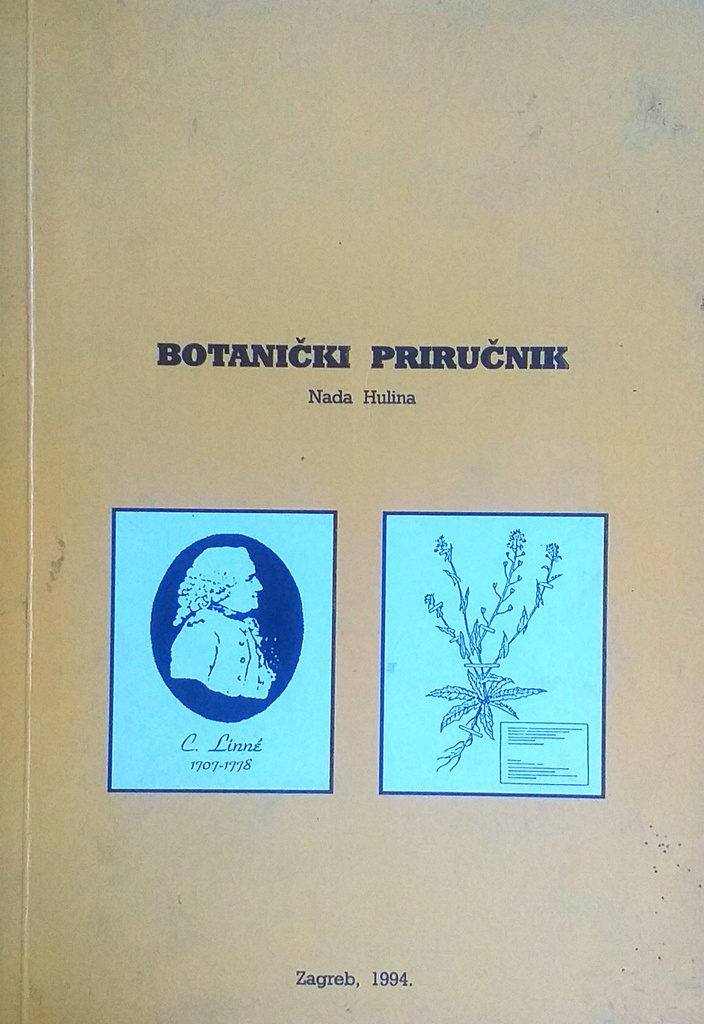 BOTANIČKI PRIRUČNIK
Nada Hulina
C. Linné
1707-1778
Zagreb, 1994.